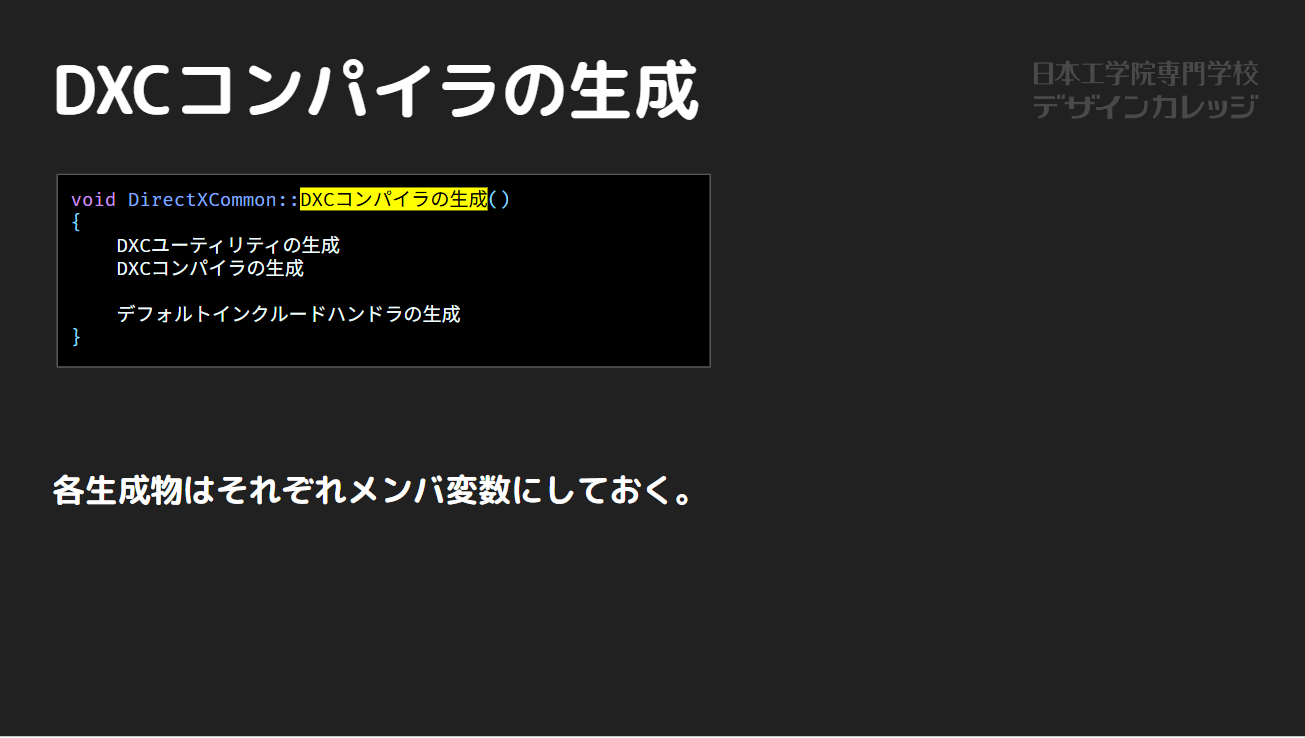 DXCコンパイラの生成
日本工学院専門学校
デザインカレッジ
void DirectXCommon::DXCコンパイラの生成()
{
DXCユーティリティの生成
DXCコンパイラの生成
デフォルトインクルードハンドラの生成
}
各生成物はそれぞれメンバ変数にしておく。